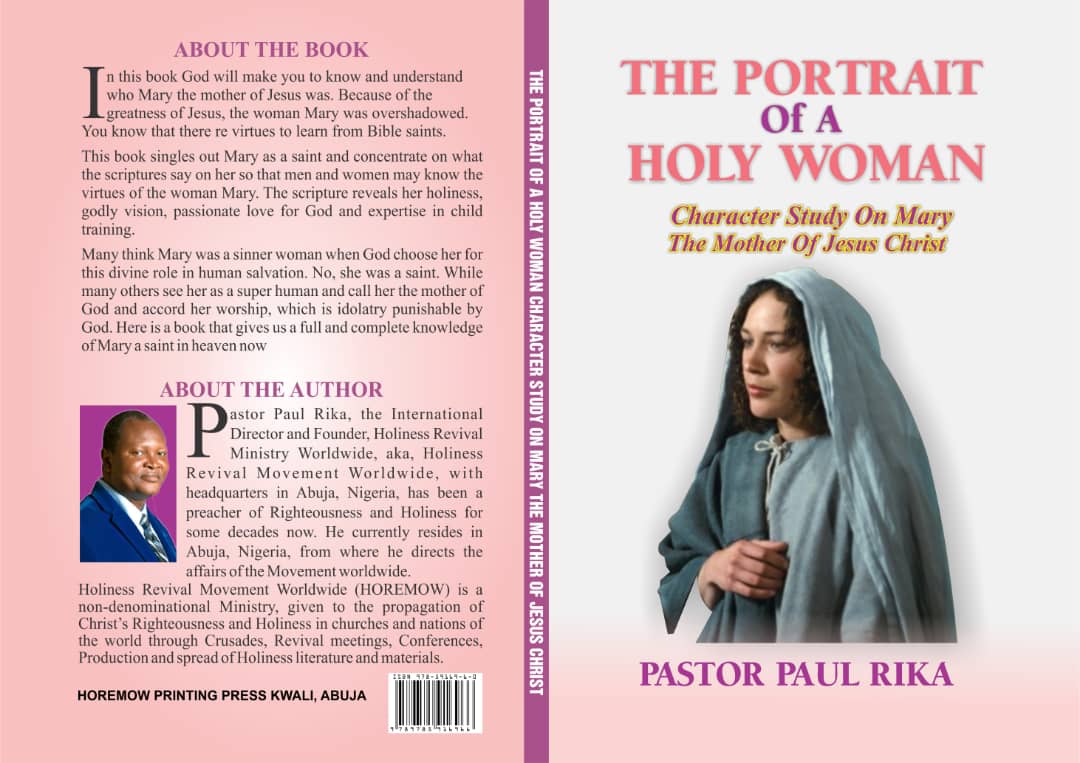 ABOUT THE BOOK
In this book God will make you to know and understand
who Mary the mother of Jesus was. Because of the
greatness of Jesus, the woman Mary was overshadowed.
You know that there re virtues to learn from Bible saints.
This book singles out Mary as a saint and concentrate on what
the scriptures say on her so that men and women may know the
virtues of the woman Mary. The scripture reveals her holiness,
godly vision, passionate love for God and expertise in child
training.
Many think Mary was a sinner woman when God choose her for
this divine role in human salvation. No, she was a saint. While
many others see her as a super human and call her the mother of
God and accord her worship, which is idolatry punishable by
God. Here is a book that gives us a full and complete knowledge
of Mary a saint in heaven now
ABOUT THE AUTHOR
Pastor Paul Rika, the International
Director and Founder, Holiness Revival
Ministry Worldwide, aka, Holiness
Revival Movement Worldwide, with
headquarters in Abuja, Nigeria, has been a
preacher of Righteousness and Holiness for
some decades now. He currently resides in
Abuja, Nigeria, from where he directs the
affairs of the Movement worldwide.
Holiness Revival Movement Worldwide (HOREMOW) is a
non-denominational Ministry, given to the propagation of
Christ's Righteousness and Holiness in churches and nations of
the world through Crusades, Revival meetings, Conferences,
Production and spread of Holiness literature and materials.
HOREMOW PRINTING PRESS KWALI, ABUJA
THE PORTRAIT OF A HOLY WOMAN CHARACTER STUDY ON MARY THE MOTHER OF JESUS CHRIST
THE PORTRAIT
Of A
HOLY WOMAN
Character Study On Mary
The Mother Of Jesus Christ
PASTOR PAUL RIKA